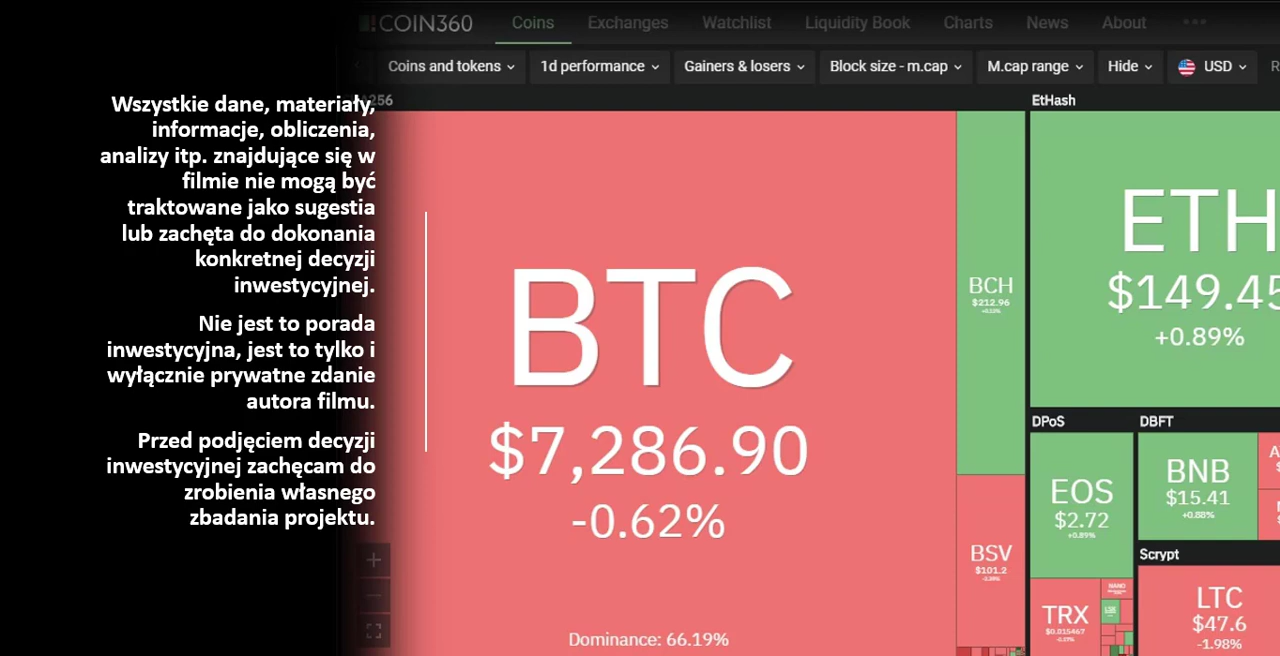 COIN360
Coins
Exchanges
Watchlist
Liquidity Book
Charts
News
About
Coins and tokens
1d performance
Gainers & losers
Block size - m.cap
M.cap range
Hide
USD
Wszystkie dane, materiały,
informacje, obliczenia,
analizy itp. znajdujące się w
filmie nie mogą być
traktowane jako sugestia
lub zachęta do dokonania
konkretnej decyzji
inwestycyjnej.
Nie jest to porada
inwestycyjna, jest to tylko i
wyłącznie prywatne zdanie
autora filmu.
Przed podjęciem decyzji
inwestycyjnej zachęcam do
zrobienia własnego
zbadania projektu.
256
BTC
$7,286.90
-0.62%
Dominance: 66.19%
BCH
$212.96
BSV
$101.2
EtHash
ETH
$149.45
+0.89%
DPoS
EOS
$2.72
+0.89%
TRX
$0.015467
DBFT
BNB
$15.41
+0.88%
Scrypt
LTC
$47.6
-1.98%